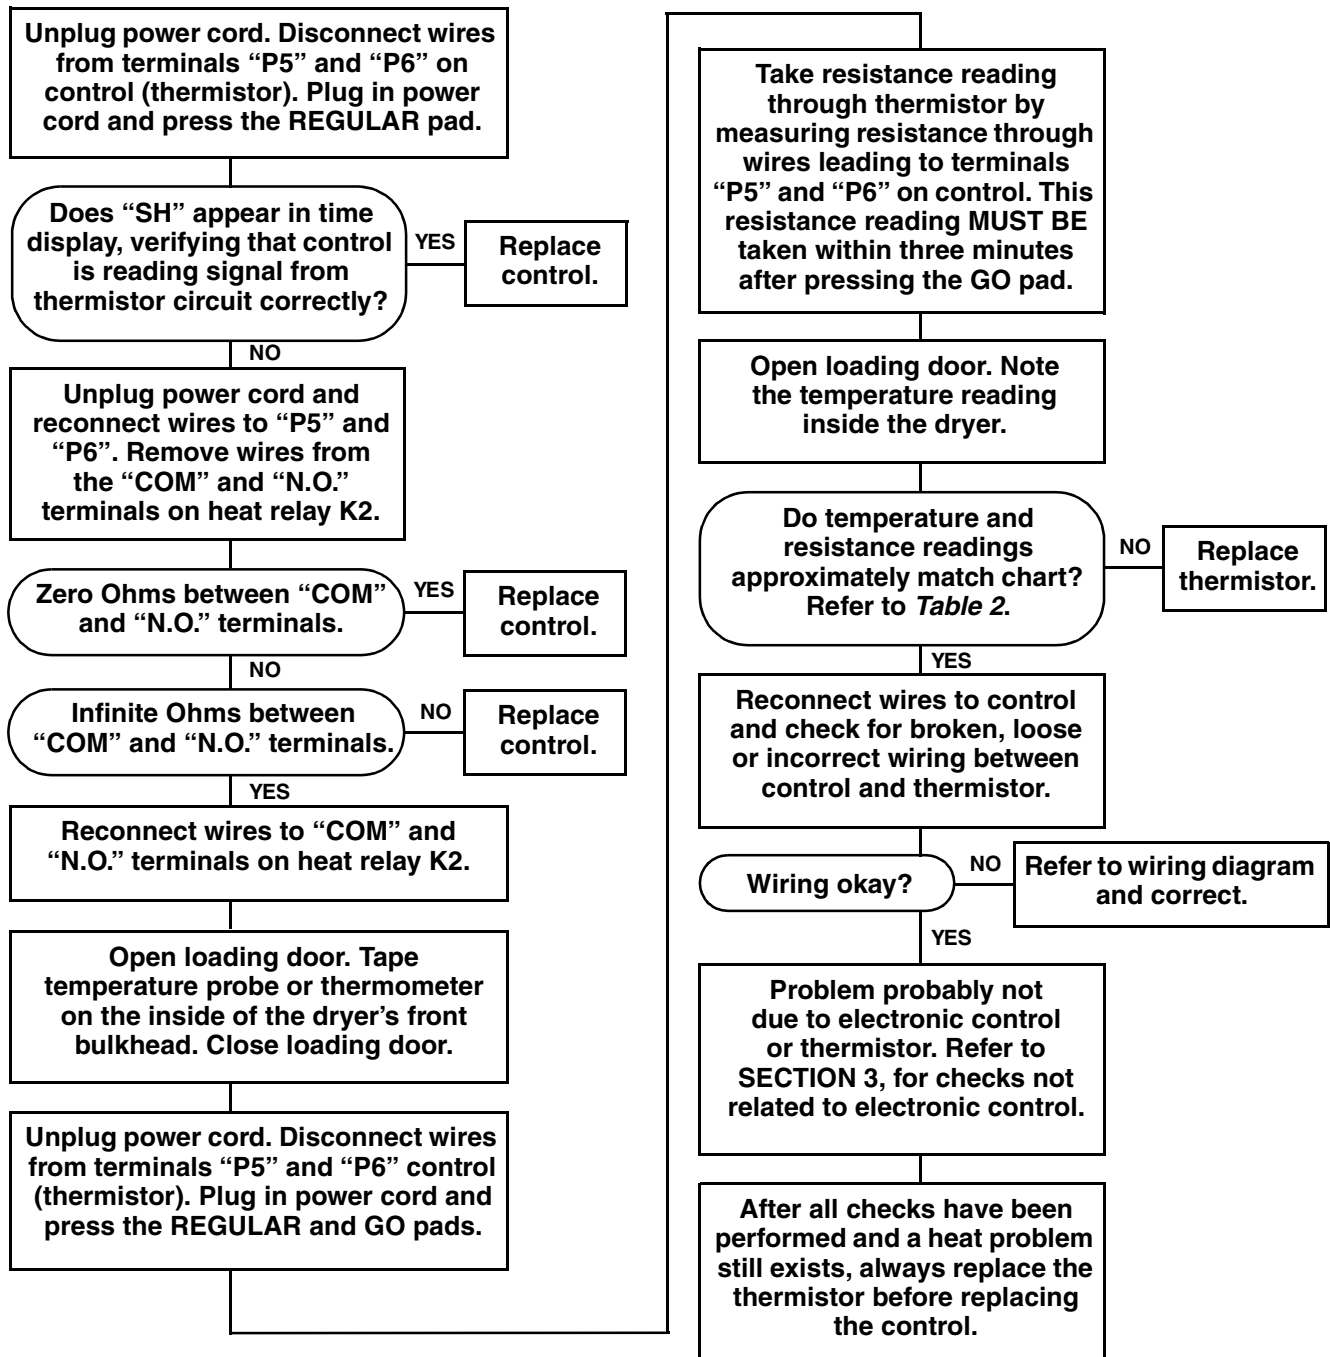 Unplug power cord. Disconnect wires
from terminals “P5” and “P6” on
control (thermistor). Plug in power
cord and press the REGULAR pad.
Does “SH” appear in time
display, verifying that control
is reading signal from
thermistor circuit correctly?
YES
Replace
control.
NO
Unplug power cord and
reconnect wires to “P5” and
“P6”. Remove wires from
the “COM” and “N.O.”
terminals on heat relay K2.
Zero Ohms between “COM”
and “N.O.” terminals.
YES
Replace
control.
NO
Infinite Ohms between
“COM” and “N.O.” terminals.
NO
Replace
control.
YES
Reconnect wires to “COM” and
“N.O.” terminals on heat relay K2.
Open loading door. Tape
temperature probe or thermometer
on the inside of the dryer’s front
bulkhead. Close loading door.
Unplug power cord. Disconnect wires
from terminals “P5” and “P6” control
(thermistor). Plug in power cord and
press the REGULAR and GO pads.
Take resistance reading
through thermistor by
measuring resistance through
wires leading to terminals
“P5” and “P6” on control. This
resistance reading MUST BE
taken within three minutes
after pressing the GO pad.
Open loading door. Note
the temperature reading
inside the dryer.
Do temperature and
resistance readings
approximately match chart?
Refer to Table 2.
NO
Replace
thermistor.
YES
Reconnect wires to control
and check for broken, loose
or incorrect wiring between
control and thermistor.
Wiring okay?
NO
Refer to wiring diagram
and correct.
YES
Problem probably not
due to electronic control
or thermistor. Refer to
SECTION 3, for checks not
related to electronic control.
After all checks have been
performed and a heat problem
still exists, always replace the
thermistor before replacing
the control.